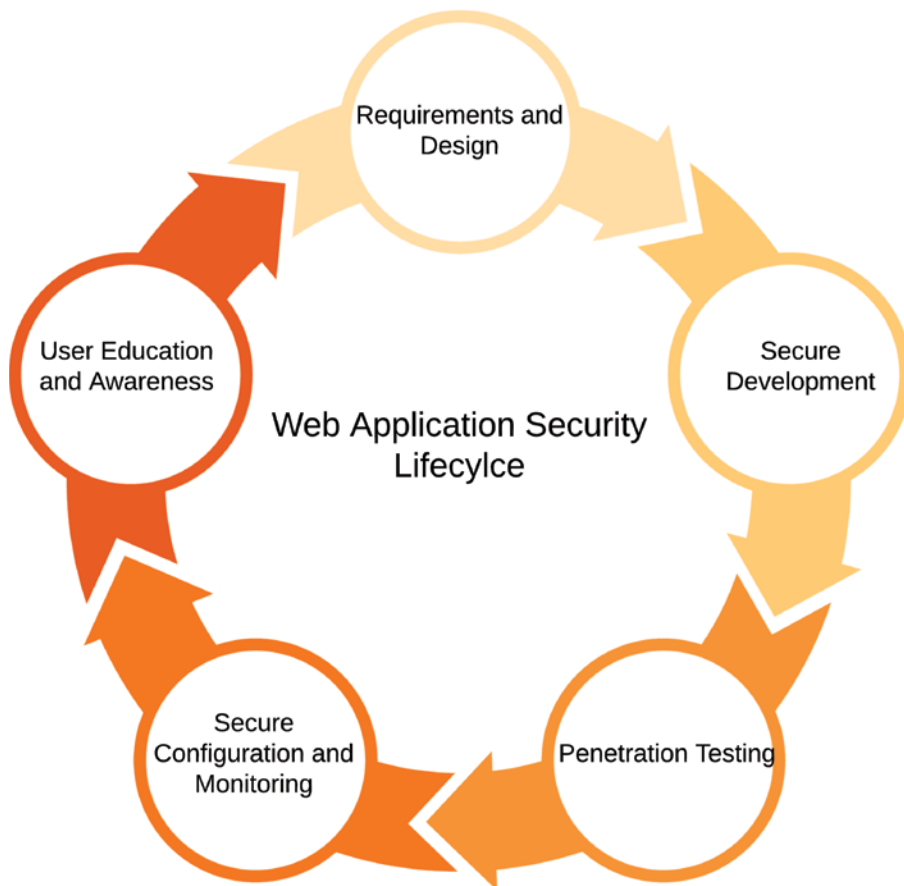 Requirements and
Design
Secure
Development
Penetration Testing
Secure
Configuration and
Monitoring
User Education
and Awareness
Web Application Security
Lifecylce